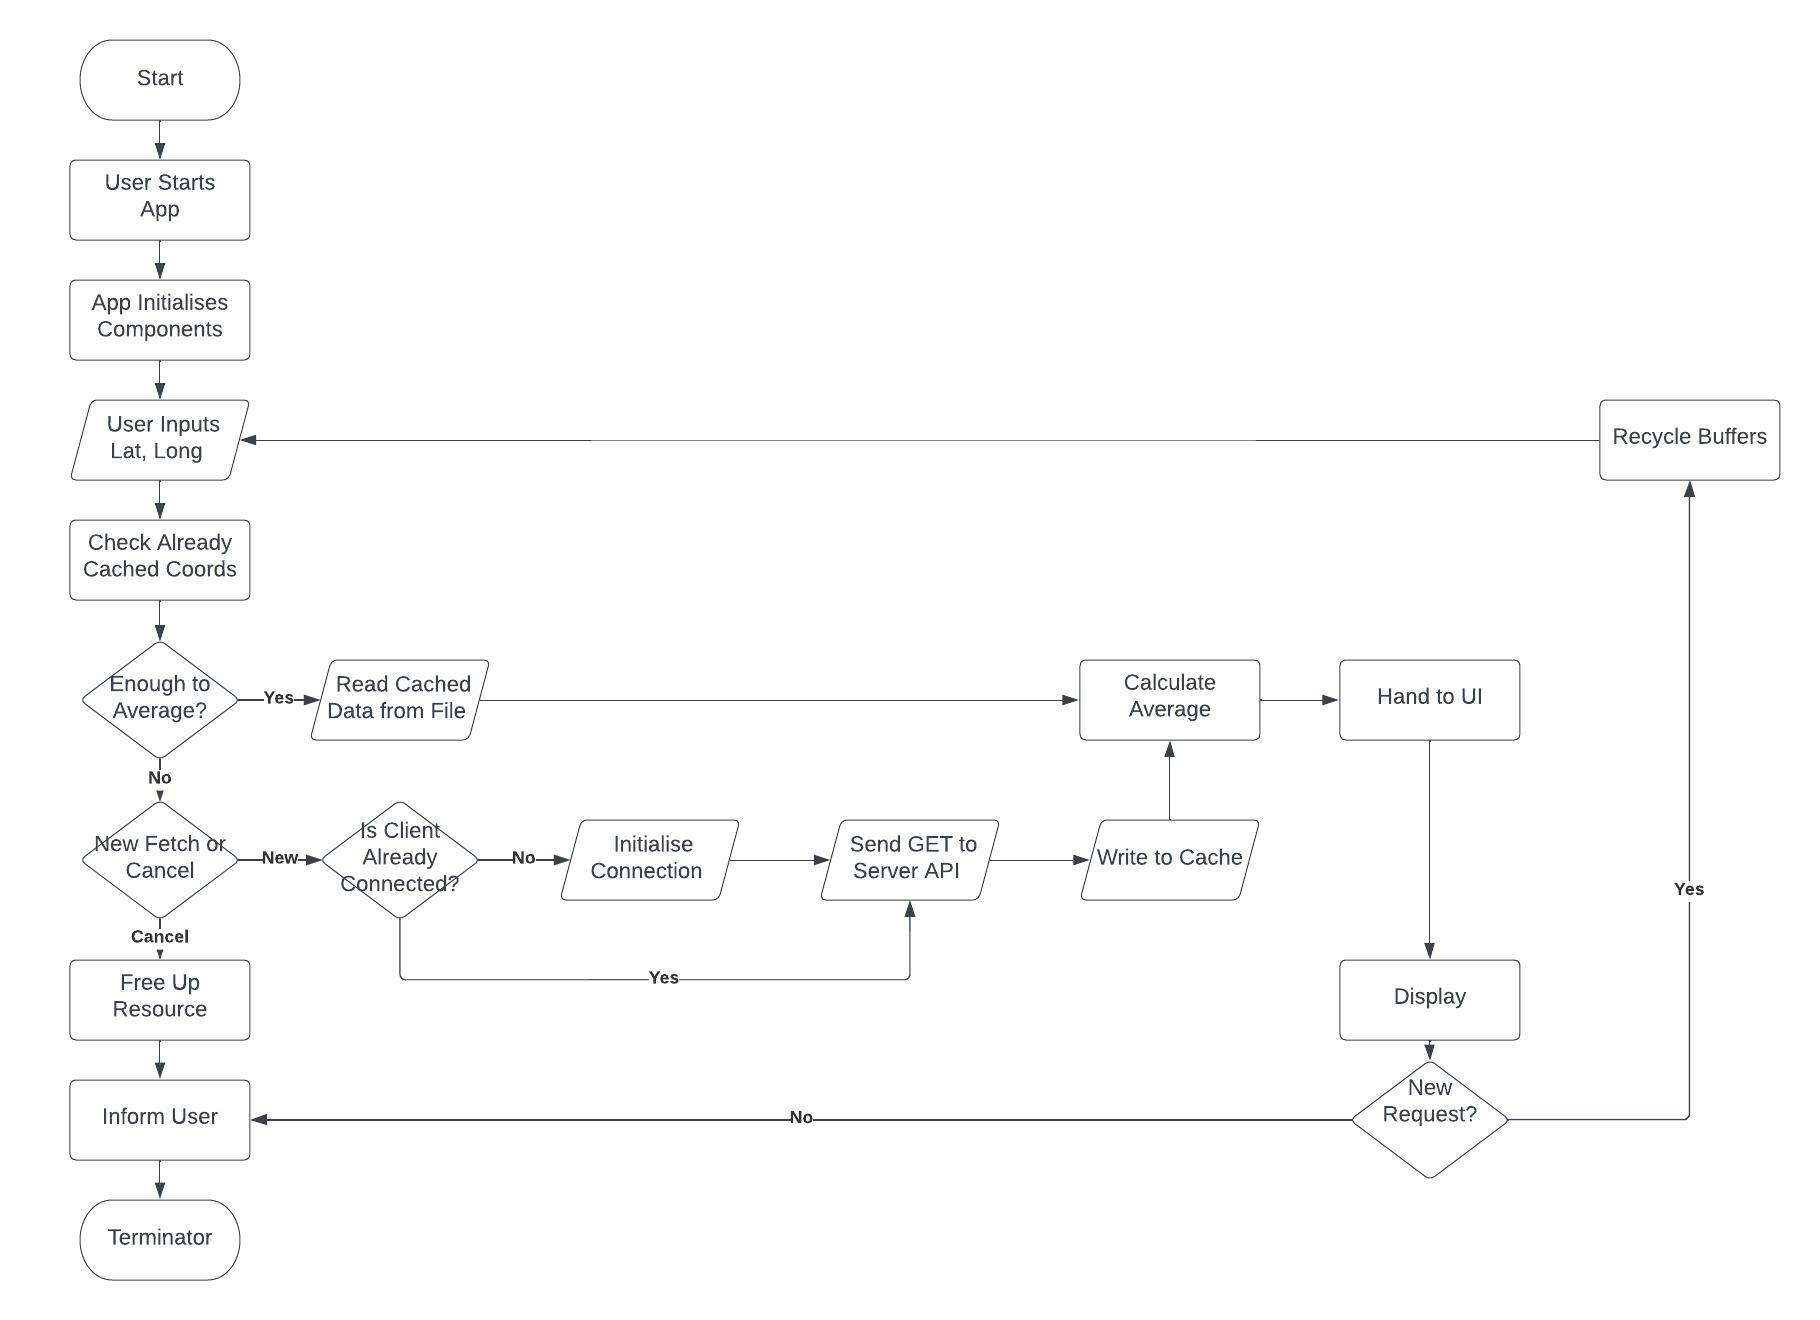 Start
User Starts
App
App Initialises
Components
User Inputs
Lat, Long
Recycle Buffers
Check Already
Cached Coords
Enough to
Average?
Yes
Read Cached
Data from File
Calculate
Average
Hand to UI
No
New Fetch or
Cancel
New
Is Client
Already
Connected?
No
Initialise
Connection
Send GET to
Server API
Write to Cache
Yes
Cancel
Yes
Free Up
Resource
Display
Inform User
No
New
Request?
Terminator